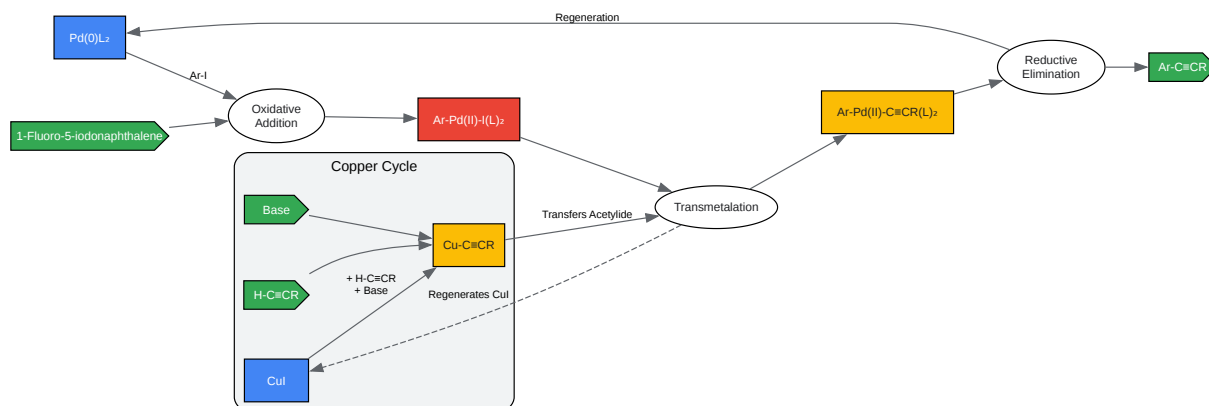 Regeneration
Pd(0)L₂
Ar-I
Reductive
Elimination
Ar-C≡CR
Oxidative
Addition
1-Fluoro-5-iodonaphthalene
Ar-Pd(II)-I(L)₂
Ar-Pd(II)-C≡CR(L)₂
Copper Cycle
Base
Transfers Acetylide
Transmetalation
Cu-C≡CR
H-C≡CR
+ H-C≡CR
+ Base
Regenerates CuI
CuI